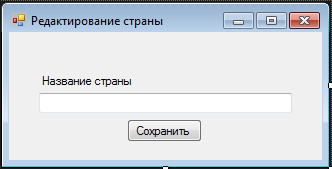 Редактирование страны
Название страны
Сохранить